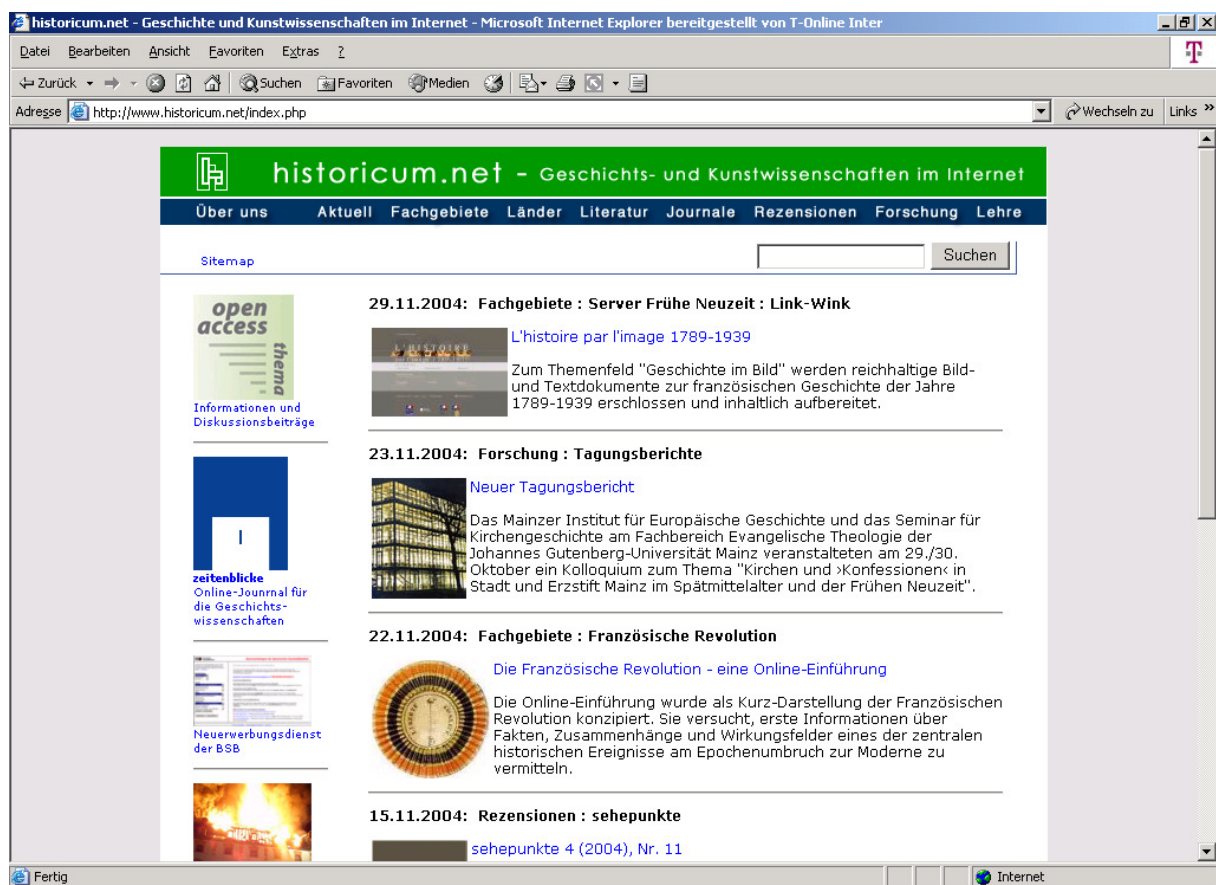 historicum.net - Geschichte und Kunstwissenschaften im Internet - Microsoft Internet Explorer bereitgestellt von T-Online Inter
Datei Bearbeiten Ansicht Favoriten Extras ?
Zurück Suchen Favoriten Medien
Adresse http://www.historicum.net/index.php Wechseln zu Links »
historicum.net - Geschichts- und Kunstwissenschaften im Internet
Über uns Aktuell Fachgebiete Länder Literatur Journale Rezensionen Forschung Lehre
Sitemap Suchen
open
access
thema
Informationen und
Diskussionsbeiträge
zeitenblicke
Online-Jounrnal für
die Geschichts-
wissenschaften
Neuerwerbungsdienst
der BSB
29.11.2004: Fachgebiete : Server Frühe Neuzeit : Link-Wink
L'HISTOIRE
L'histoire par l'image 1789-1939
Zum Themenfeld "Geschichte im Bild" werden reichhaltige Bild-
und Textdokumente zur französischen Geschichte der Jahre
1789-1939 erschlossen und inhaltlich aufbereitet.
23.11.2004: Forschung : Tagungsberichte
Neuer Tagungsbericht
Das Mainzer Institut für Europäische Geschichte und das Seminar für
Kirchengeschichte am Fachbereich Evangelische Theologie der
Johannes Gutenberg-Universität Mainz veranstalteten am 29./30.
Oktober ein Kolloquium zum Thema "Kirchen und ›Konfessionen‹ in
Stadt und Erzstift Mainz im Spätmittelalter und der Frühen Neuzeit".
22.11.2004: Fachgebiete : Französische Revolution
Die Französische Revolution - eine Online-Einführung
Die Online-Einführung wurde als Kurz-Darstellung der Französischen
Revolution konzipiert. Sie versucht, erste Informationen über
Fakten, Zusammenhänge und Wirkungsfelder eines der zentralen
historischen Ereignisse am Epochenumbruch zur Moderne zu
vermitteln.
15.11.2004: Rezensionen : sehepunkte
sehepunkte 4 (2004), Nr. 11
Fertig Internet